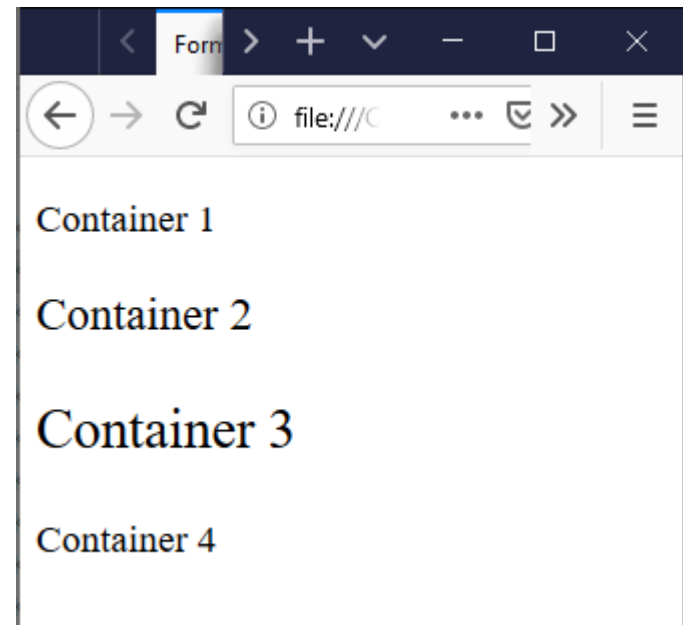 Form
file:///C
Container 1
Container 2
Container 3
Container 4